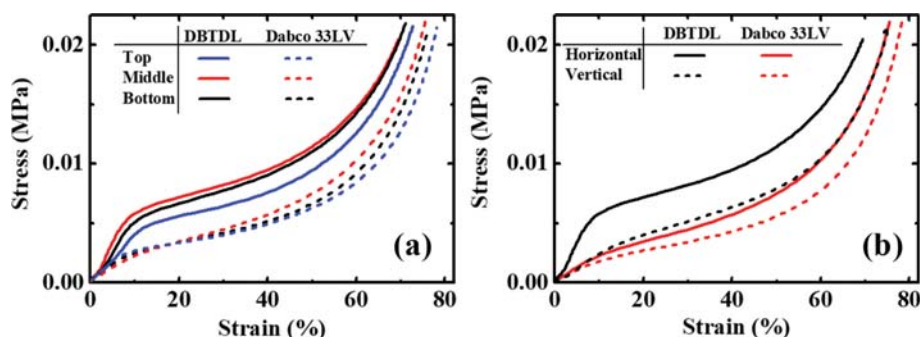 DBTDL Dabco 33LV
Top
Middle
Bottom
(a)
Stress (MPa)
0.02
0.01
0.00
0 20 40 60 80
Strain (%)
DBTDL Dabco 33LV
Horizontal
Vertical
(b)
Stress (MPa)
0.02
0.01
0.00
0 20 40 60 80
Strain (%)